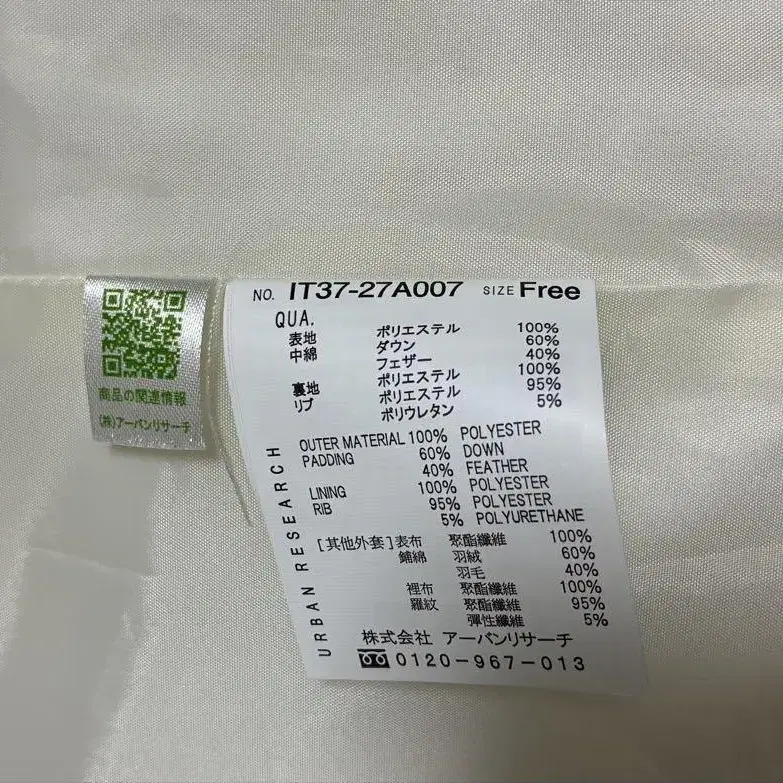 商品の関連情報
(株)アーバンリサーチ
NO. IT37-27A007 SIZE Free
QUA.
表地 ポリエステル 100%
中綿 ダウン 60%
フェザー 40%
裏地 ポリエステル 100%
リブ ポリエステル 95%
ポリウレタン 5%
URBAN RESEARCH
OUTER MATERIAL 100% POLYESTER
PADDING 60% DOWN
40% FEATHER
LINING 100% POLYESTER
RIB 95% POLYESTER
5% POLYURETHANE
[其他外套]表布 聚酯纖維 100%
鋪綿 羽絨 60%
羽毛 40%
裡布 聚酯纖維 100%
羅紋 聚酯纖維 95%
彈性纖維 5%
株式会社 アーバンリサーチ
0120-967-013